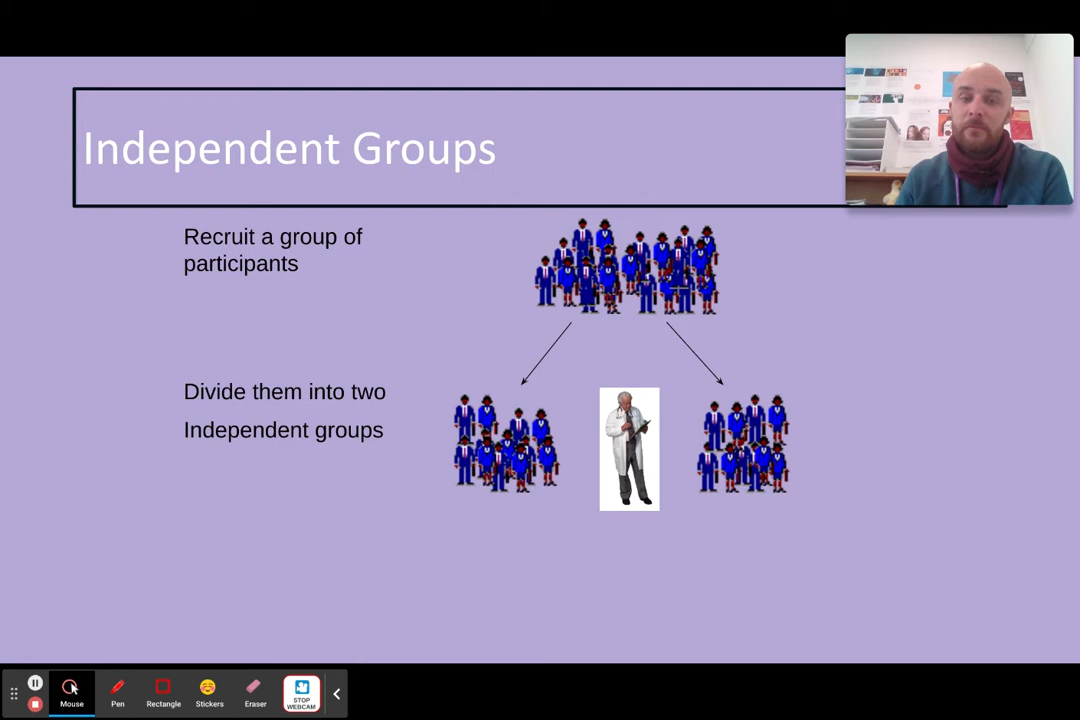 Independent Groups
Recruit a group of
participants
Divide them into two
Independent groups
Mouse
Pen
Rectangle
Stickers
Eraser
STOP
WEBCAM